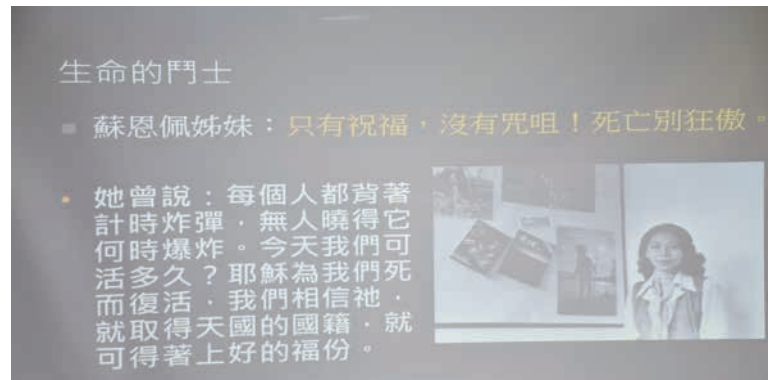 生命的鬥士
蘇恩佩姊妹：只有祝福，沒有咒咀！死亡別狂傲。
她曾說：每個人都背著
計時炸彈，無人曉得它
何時爆炸。今天我們可
活多久？耶穌為我們死
而復活，我們相信祂，
就取得天國的國籍，就
可得著上好的福份。